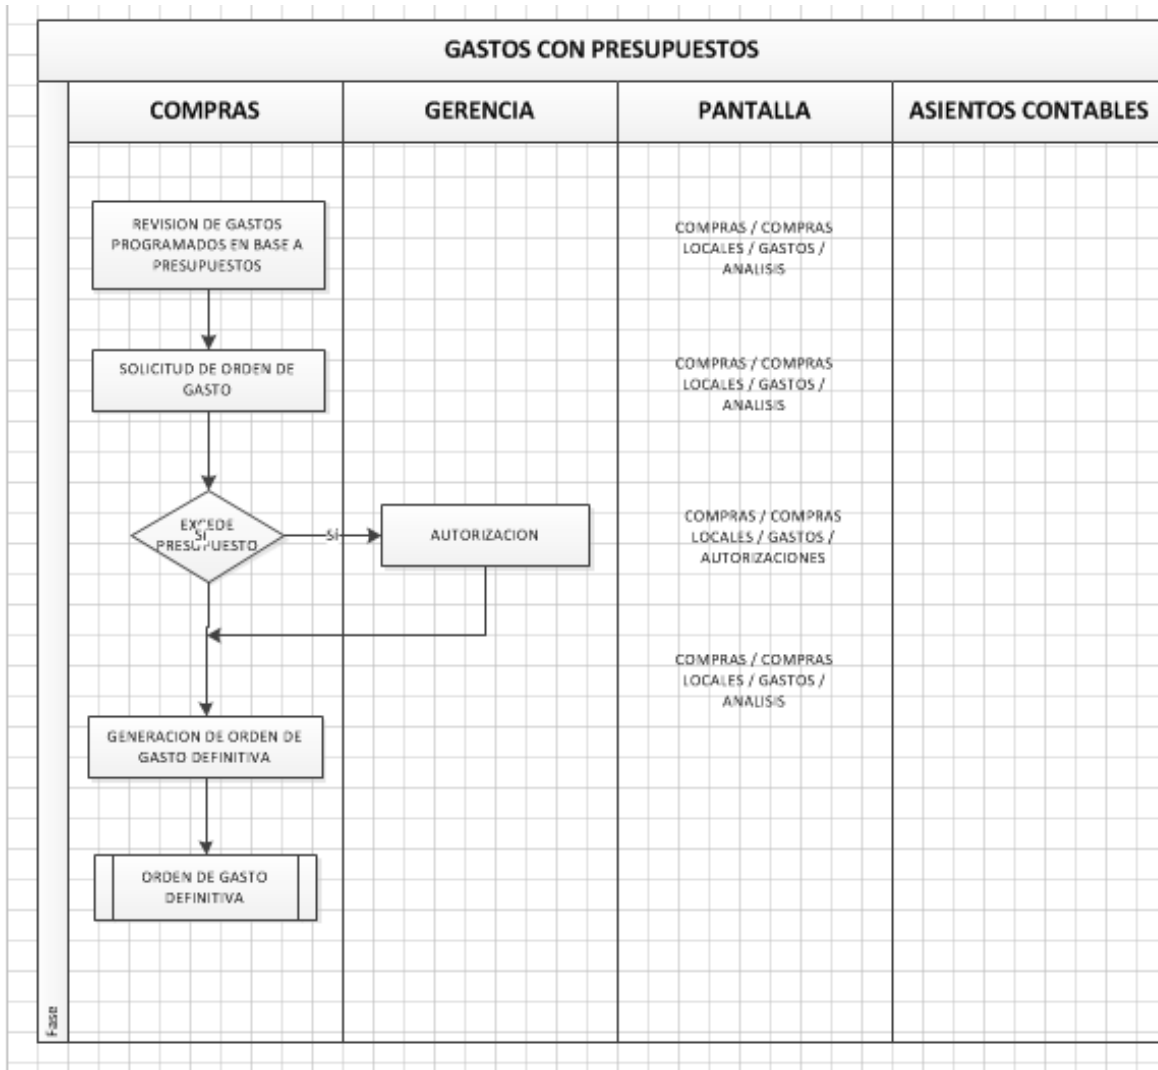 GASTOS CON PRESUPUESTOS
COMPRAS
GERENCIA
PANTALLA
ASIENTOS CONTABLES
REVISION DE GASTOS
PROGRAMADOS EN BASE A
PRESUPUESTOS
COMPRAS / COMPRAS
LOCALES / GASTOS /
ANALISIS
SOLICITUD DE ORDEN DE
GASTO
COMPRAS / COMPRAS
LOCALES / GASTOS /
ANALISIS
EXCEDE
PRESUPUESTO
Sí
Sí
AUTORIZACION
COMPRAS / COMPRAS
LOCALES / GASTOS /
AUTORIZACIONES
COMPRAS / COMPRAS
LOCALES / GASTOS /
ANALISIS
GENERACION DE ORDEN DE
GASTO DEFINITIVA
ORDEN DE GASTO
DEFINITIVA
Fase